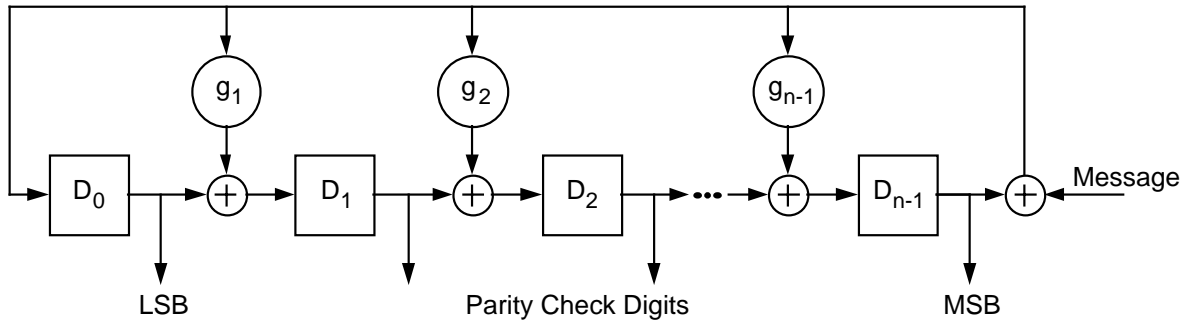 g1 g2 gn-1
D0 D1 D2 ••• Dn-1 Message
LSB Parity Check Digits MSB